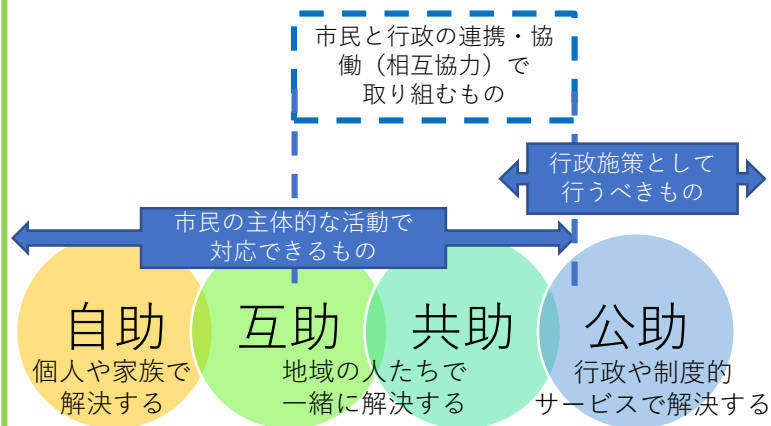 市民と行政の連携・協
働（相互協力）で
取り組むもの
行政施策として
行うべきもの
市民の主体的な活動で
対応できるもの
自助
互助
共助
公助
個人や家族で
解決する
地域の人たちで
一緒に解決する
行政や制度的
サービスで解決する